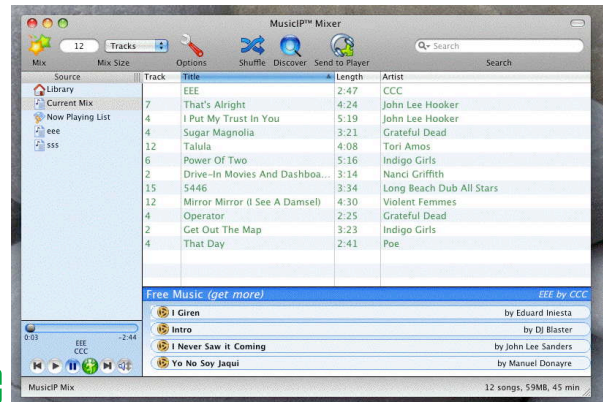 MusicIP™ Mixer
12 Tracks Search
Mix Mix Size Options Shuffle Discover Send to Player Search
Source Track Title Length Artist
Library EEE 2:47 CCC
Current Mix 7 That's Alright 4:24 John Lee Hooker
Now Playing List 4 I Put My Trust In You 5:19 John Lee Hooker
eee 4 Sugar Magnolia 3:21 Grateful Dead
sss 12 Talula 4:08 Tori Amos
6 Power Of Two 5:16 Indigo Girls
2 Drive-In Movies And Dashboa... 3:14 Nanci Griffith
15 5446 3:34 Long Beach Dub All Stars
12 Mirror Mirror (I See A Damsel) 4:30 Violent Femmes
4 Operator 2:25 Grateful Dead
2 Get Out The Map 3:23 Indigo Girls
4 That Day 2:41 Poe
Free Music (get more) EEE by CCC
I Giren by Eduard Iniesta
Intro by DJ Blaster
I Never Saw it Coming by John Lee Sanders
Yo No Soy Jaqui by Manuel Donayre
0:03 EEE -2:44
CCC
MusicIP Mix 12 songs, 59MB, 45 min